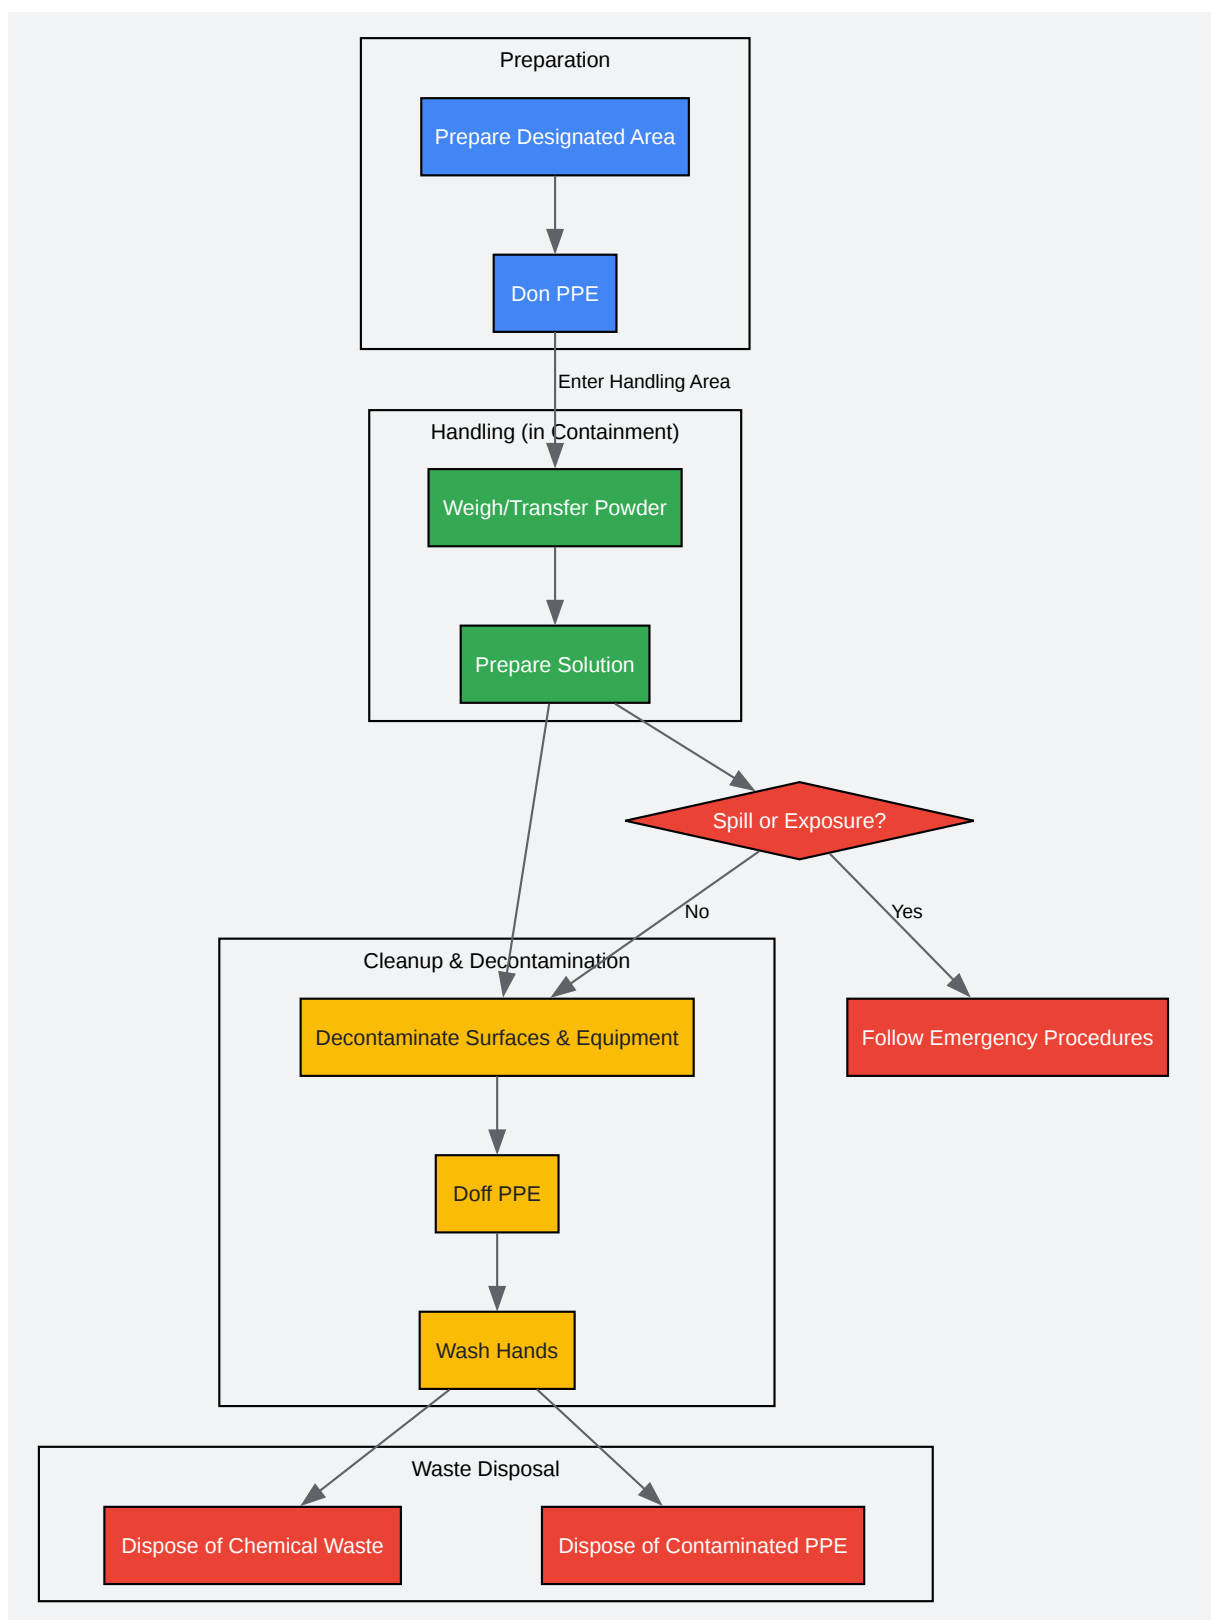 Preparation
Prepare Designated Area
Don PPE
Enter Handling Area
Handling (in Containment)
Weigh/Transfer Powder
Prepare Solution
Spill or Exposure?
No
Yes
Cleanup & Decontamination
Decontaminate Surfaces & Equipment
Follow Emergency Procedures
Doff PPE
Wash Hands
Waste Disposal
Dispose of Chemical Waste
Dispose of Contaminated PPE